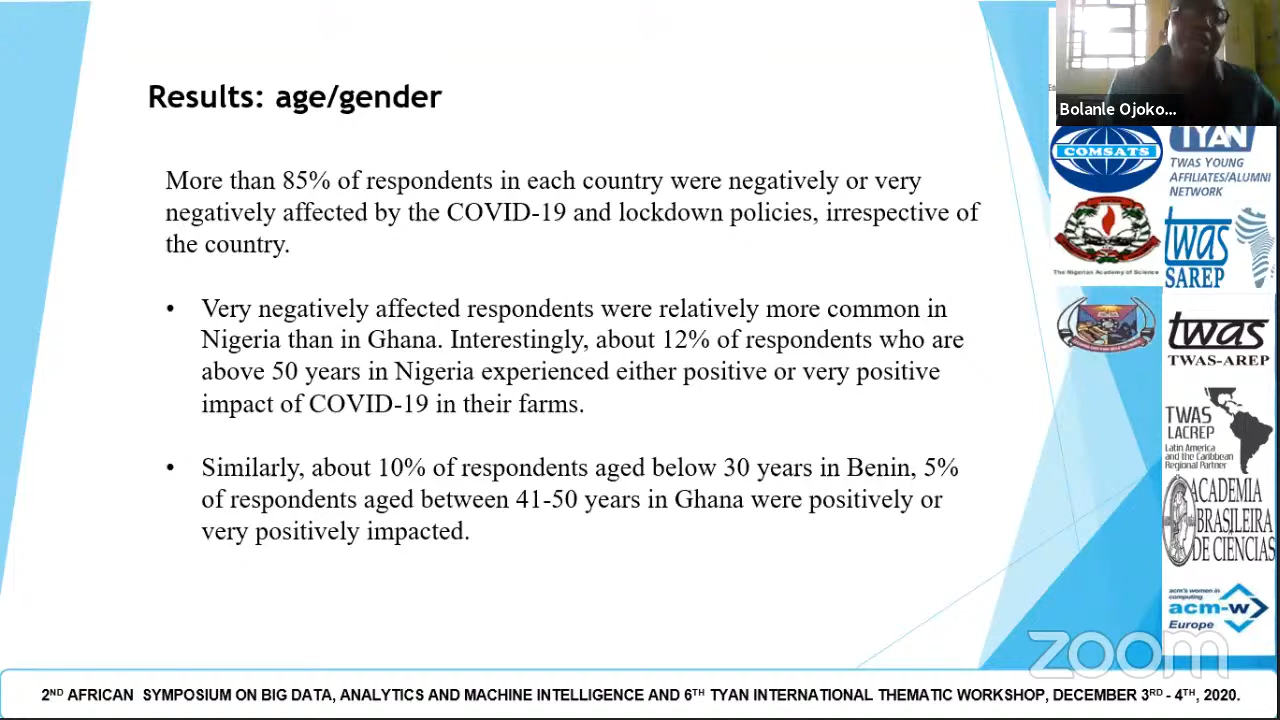 Results: age/gender
More than 85% of respondents in each country were negatively or very
negatively affected by the COVID-19 and lockdown policies, irrespective of
the country.
• Very negatively affected respondents were relatively more common in
Nigeria than in Ghana. Interestingly, about 12% of respondents who are
above 50 years in Nigeria experienced either positive or very positive
impact of COVID-19 in their farms.
• Similarly, about 10% of respondents aged below 30 years in Benin, 5%
of respondents aged between 41-50 years in Ghana were positively or
very positively impacted.
Bolanle Ojoko...
COMSATS
TYAN
TWAS YOUNG
AFFILIATES/ALUMNI
NETWORK
The Nigerian Academy of Science
twas
SAREP
twas
TWAS-AREP
TWAS
LACREP
Latin America
and the Caribbean
Regional Partner
ACADEMIA
BRASILEIRA
DE CIÊNCIAS
acm's women in
computing
acm-w
Europe
zoom
2ND AFRICAN SYMPOSIUM ON BIG DATA, ANALYTICS AND MACHINE INTELLIGENCE AND 6TH TYAN INTERNATIONAL THEMATIC WORKSHOP, DECEMBER 3RD - 4TH, 2020.